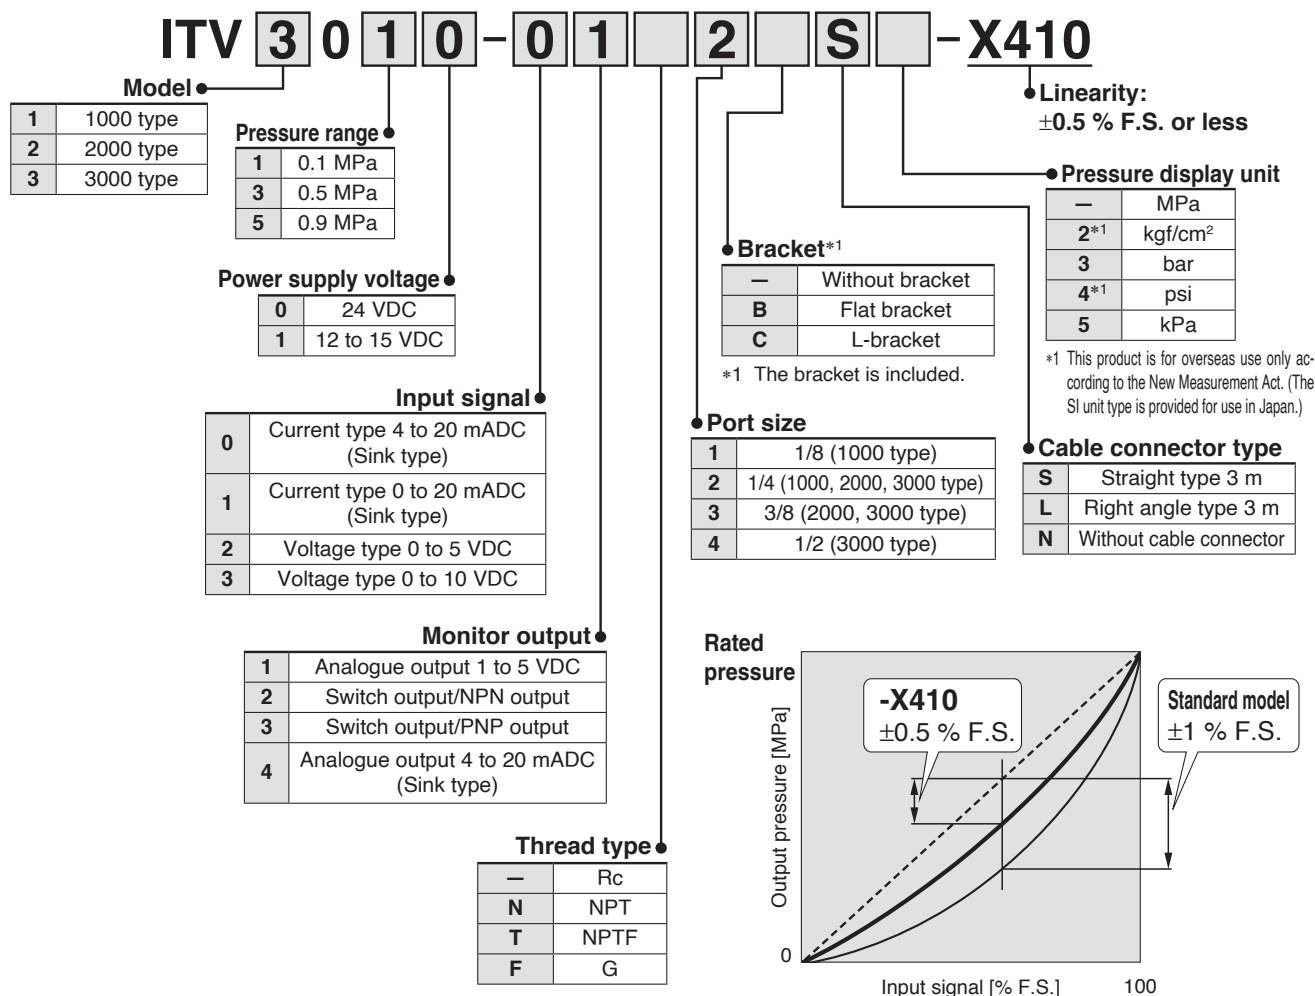 ITV 3 0 1 0 - 0 1 2 S - X410
Model
1 1000 type
2 2000 type
3 3000 type
Pressure range
1 0.1 MPa
3 0.5 MPa
5 0.9 MPa
Power supply voltage
0 24 VDC
1 12 to 15 VDC
Input signal
0 Current type 4 to 20 mADC
(Sink type)
1 Current type 0 to 20 mADC
(Sink type)
2 Voltage type 0 to 5 VDC
3 Voltage type 0 to 10 VDC
Monitor output
1 Analogue output 1 to 5 VDC
2 Switch output/NPN output
3 Switch output/PNP output
4 Analogue output 4 to 20 mADC
(Sink type)
Thread type
— Rc
N NPT
T NPTF
F G
Linearity:
±0.5 % F.S. or less
Pressure display unit
— MPa
2*1 kgf/cm²
3 bar
4*1 psi
5 kPa
*1 This product is for overseas use only ac-
cording to the New Measurement Act. (The
SI unit type is provided for use in Japan.)
Bracket*1
— Without bracket
B Flat bracket
C L-bracket
*1 The bracket is included.
Port size
1 1/8 (1000 type)
2 1/4 (1000, 2000, 3000 type)
3 3/8 (2000, 3000 type)
4 1/2 (3000 type)
Cable connector type
S Straight type 3 m
L Right angle type 3 m
N Without cable connector
Rated
pressure
-X410
±0.5 % F.S.
Standard model
±1 % F.S.
Output pressure [MPa]
0
Input signal [% F.S.]
100